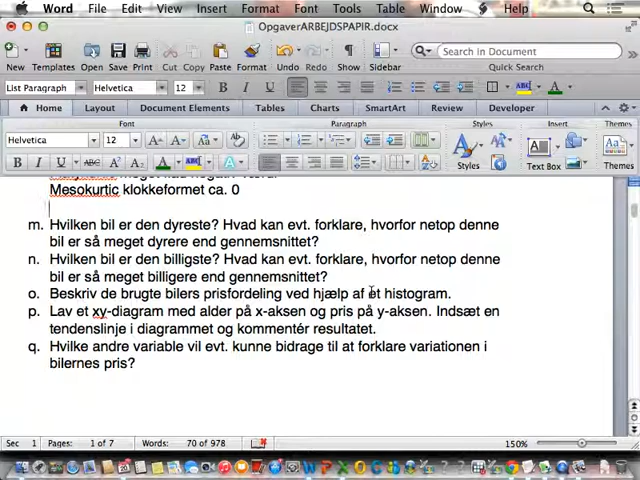 Word File Edit View Insert Format Font Tools Table Window Help
OpgaverARBEJDSPAPIR.docx
Search in Document
New Templates Open Save Print Cut Copy Paste Format Undo Redo Show Sidebar Quick Search
List Paragraph Helvetica 12 B I U
Home Layout Document Elements Tables Charts SmartArt Review Developer
Font Paragraph Styles Insert Themes
Helvetica 12 A A Aa
B I U ABC A A A ABC A Styles Text Box Themes
Mesokurtic klokkeformet ca. 0
m. Hvilken bil er den dyreste? Hvad kan evt. forklare, hvorfor netop denne
bil er så meget dyrere end gennemsnittet?
n. Hvilken bil er den billigste? Hvad kan evt. forklare, hvorfor netop denne
bil er så meget billigere end gennemsnittet?
o. Beskriv de brugte bilers prisfordeling ved hjælp af et histogram.
p. Lav et xy-diagram med alder på x-aksen og pris på y-aksen. Indsæt en
tendenslinje i diagrammet og kommentér resultatet.
q. Hvilke andre variable vil evt. kunne bidrage til at forklare variationen i
bilernes pris?
Sec 1 Pages: 1 of 7 Words: 70 of 978 150%